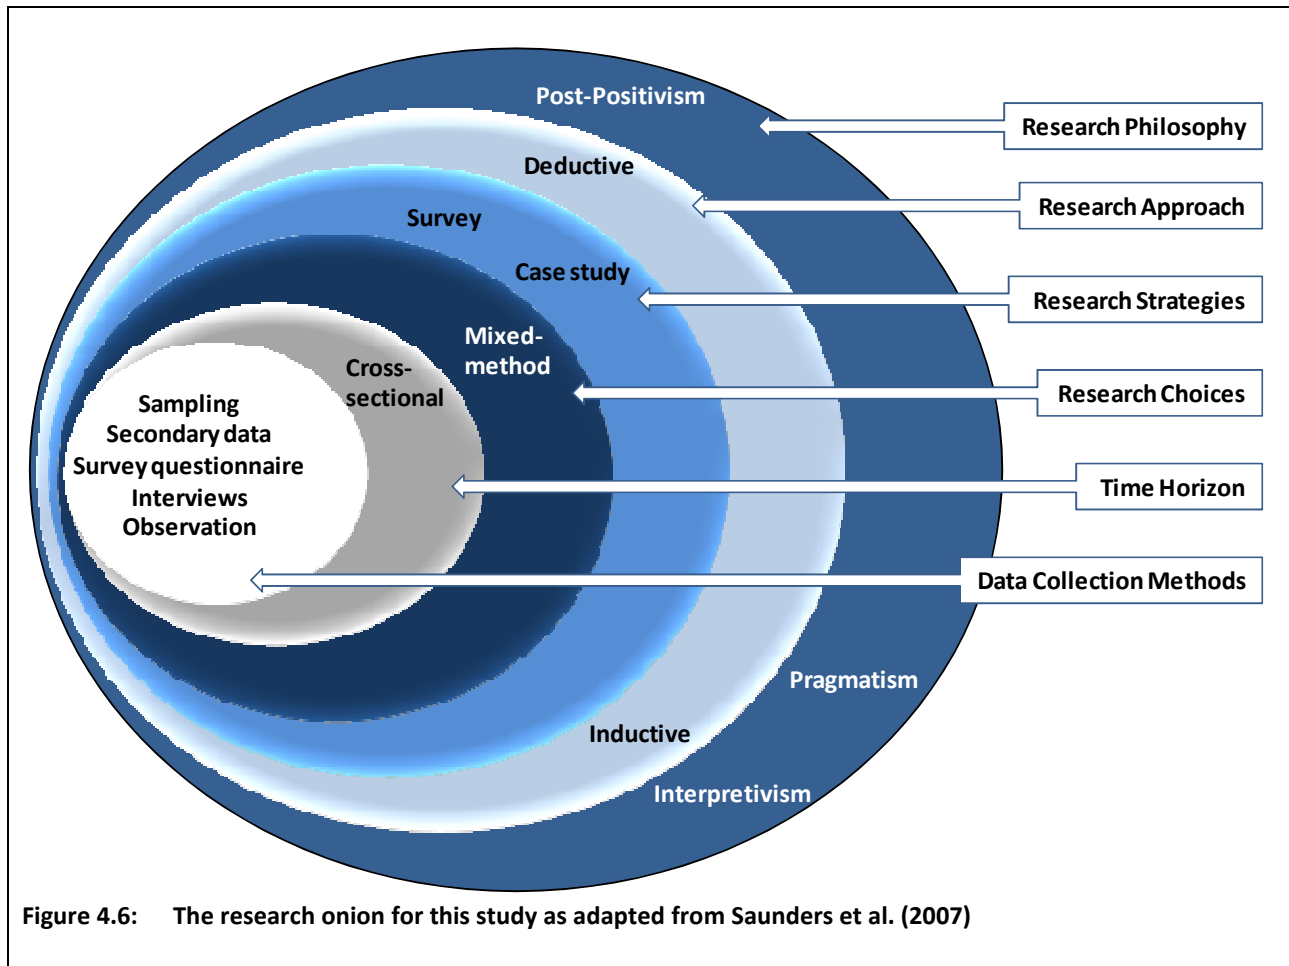 Post-Positivism
Research Philosophy
Deductive
Research Approach
Survey
Case study
Research Strategies
Mixed-
method
Research Choices
Cross-
sectional
Sampling
Secondary data
Survey questionnaire
Interviews
Observation
Time Horizon
Data Collection Methods
Pragmatism
Inductive
Interpretivism
Figure 4.6: The research onion for this study as adapted from Saunders et al. (2007)